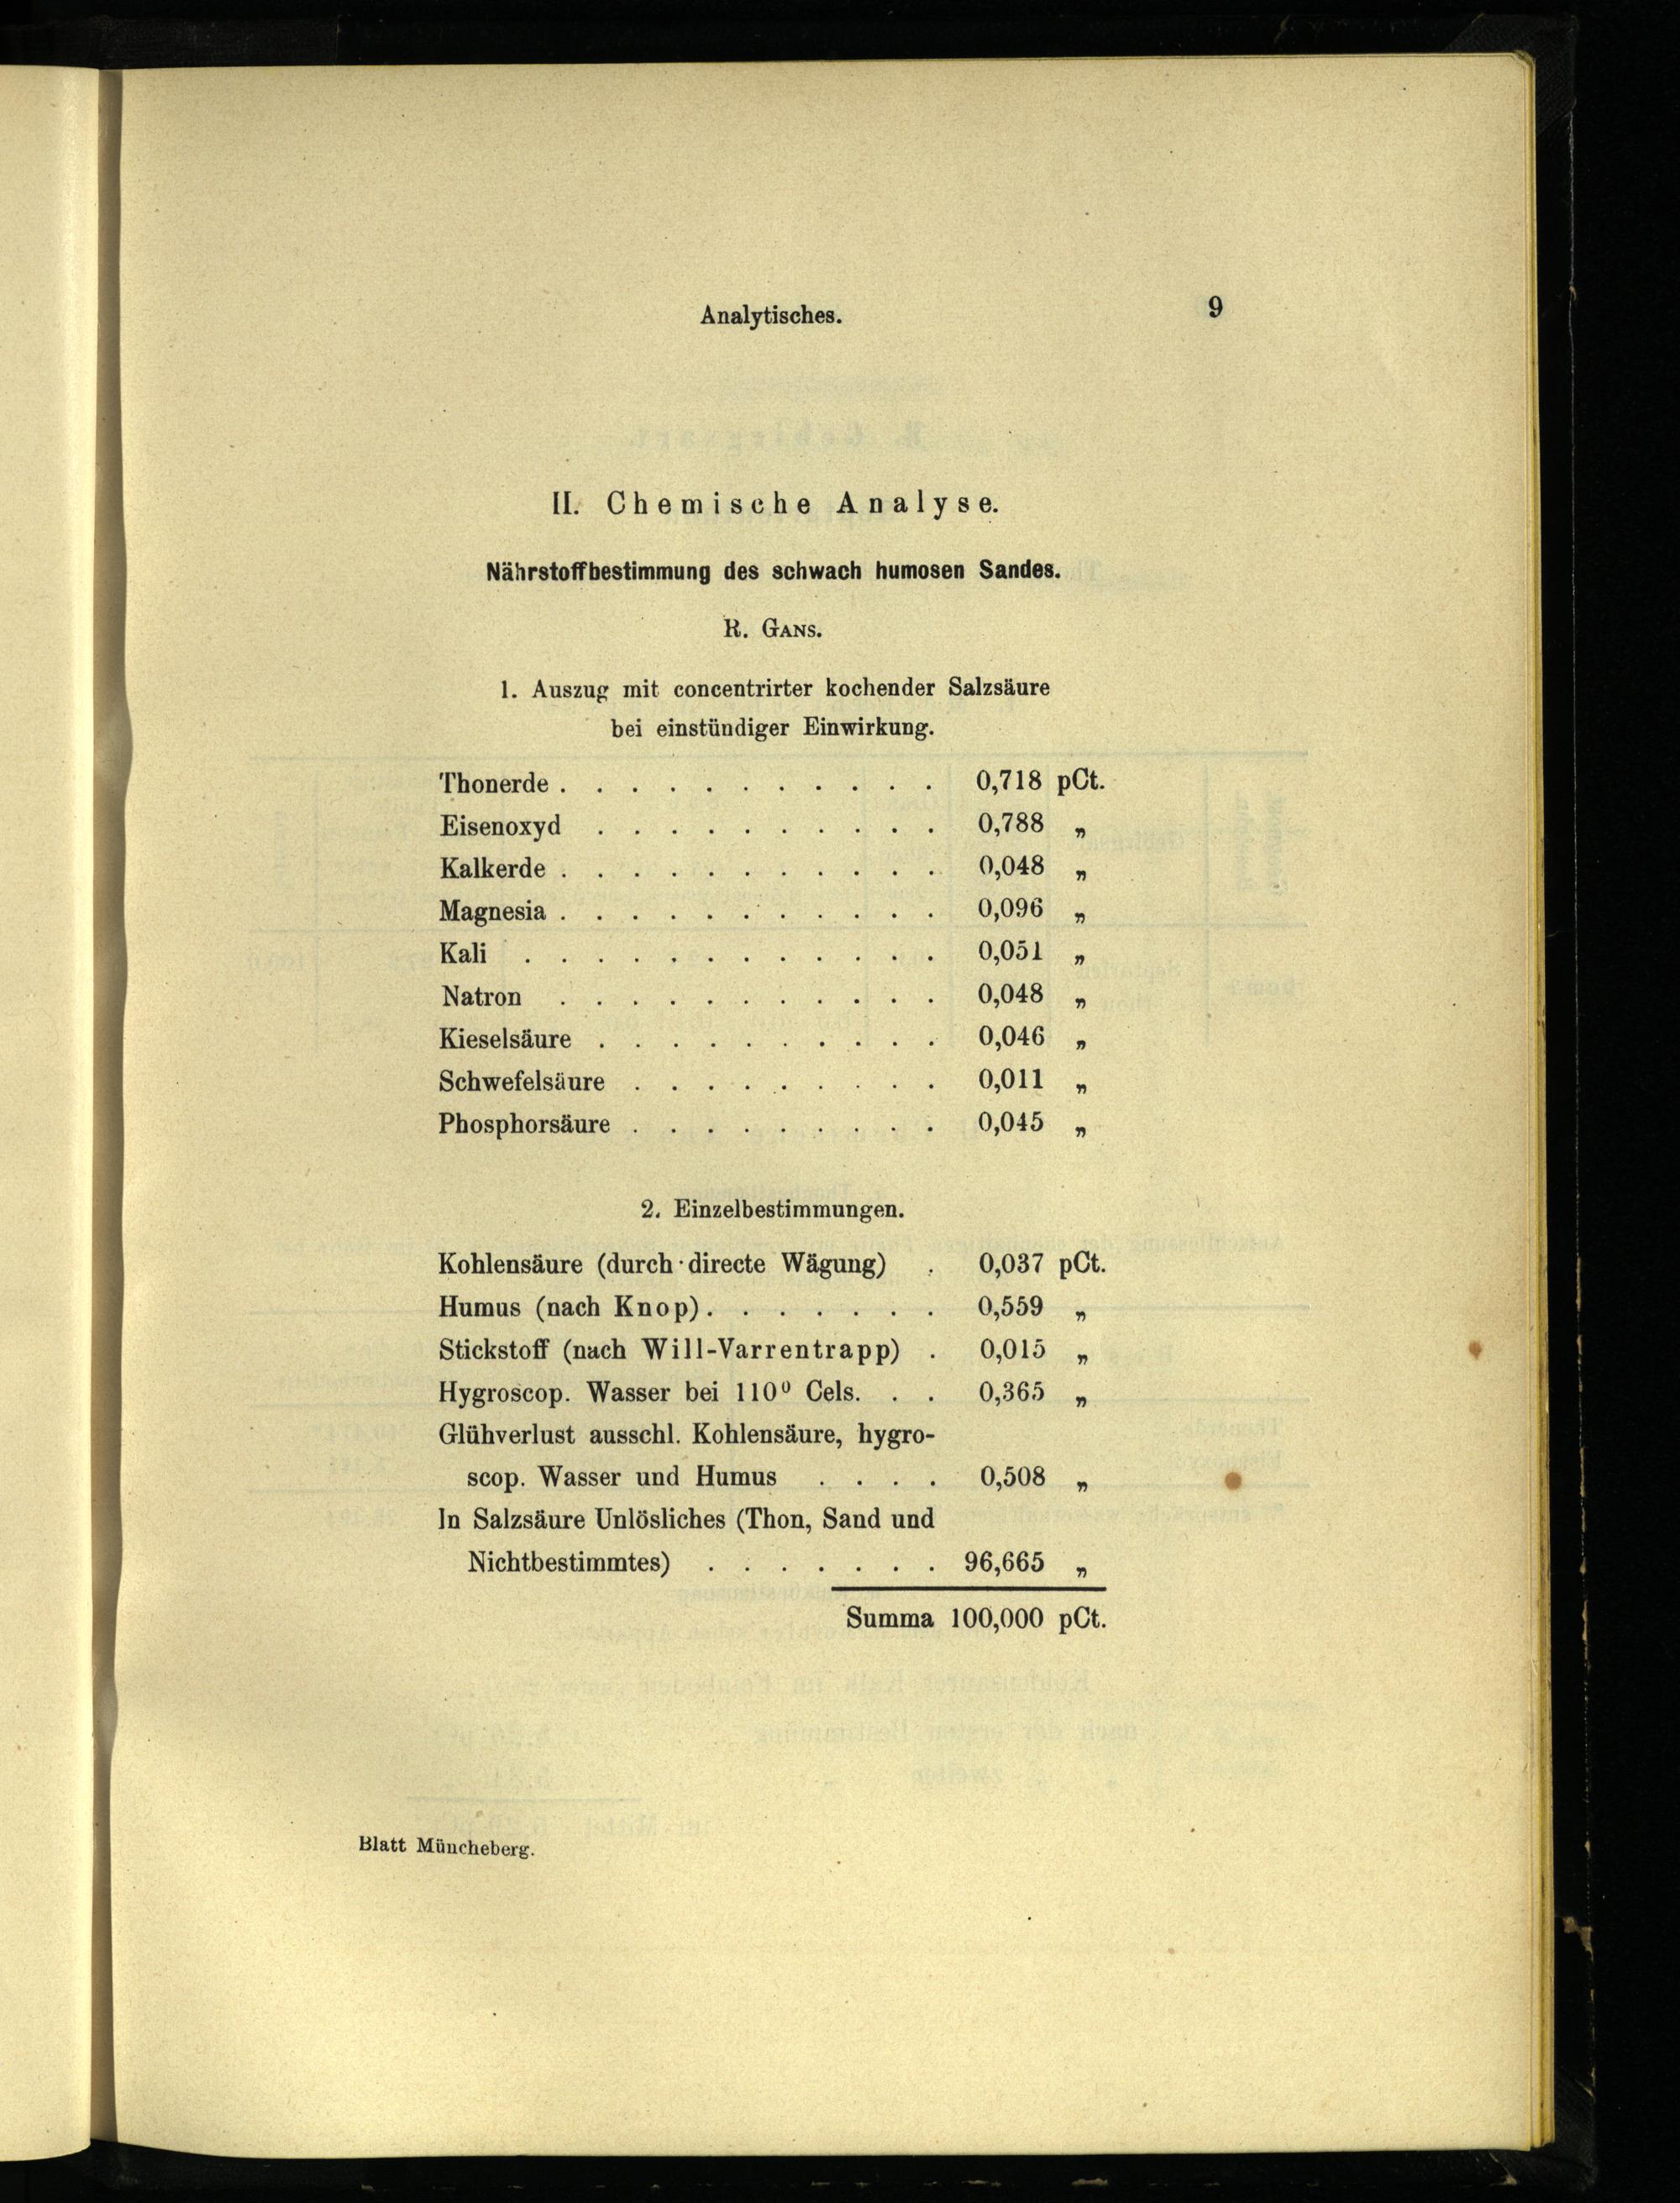 Analytisches. 9
II. Chemische Analyse.
Nährstoffbestimmung des schwach humosen Sandes.
R. GANS.
1. Auszug mit concentrirter kochender Salzsäure
bei einstündiger Einwirkung.
Thonerde . . . . . . . . . . . 0,718 pCt.
Eisenoxyd . . . . . . . . . . 0,788 „
Kalkerde . . . . . . . . . . . 0,048 „
Magnesia . . . . . . . . . . . 0,096 „
Kali . . . . . . . . . . . . 0,051 „
Natron . . . . . . . . . . . 0,048 „
Kieselsäure . . . . . . . . . . 0,046 „
Schwefelsäure . . . . . . . . . 0,011 „
Phosphorsäure . . . . . . . . . 0,045 „
2. Einzelbestimmungen.
Kohlensäure (durch directe Wägung) . 0,037 pCt.
Humus (nach Knop) . . . . . . . 0,559 „
Stickstoff (nach Will-Varrentrapp) . 0,015 „
Hygroscop. Wasser bei 110⁰ Cels. . . 0,365 „
Glühverlust ausschl. Kohlensäure, hygro-
scop. Wasser und Humus . . . . 0,508 „
In Salzsäure Unlösliches (Thon, Sand und
Nichtbestimmtes) . . . . . . . 96,665 „
Summa 100,000 pCt.
Blatt Müncheberg.